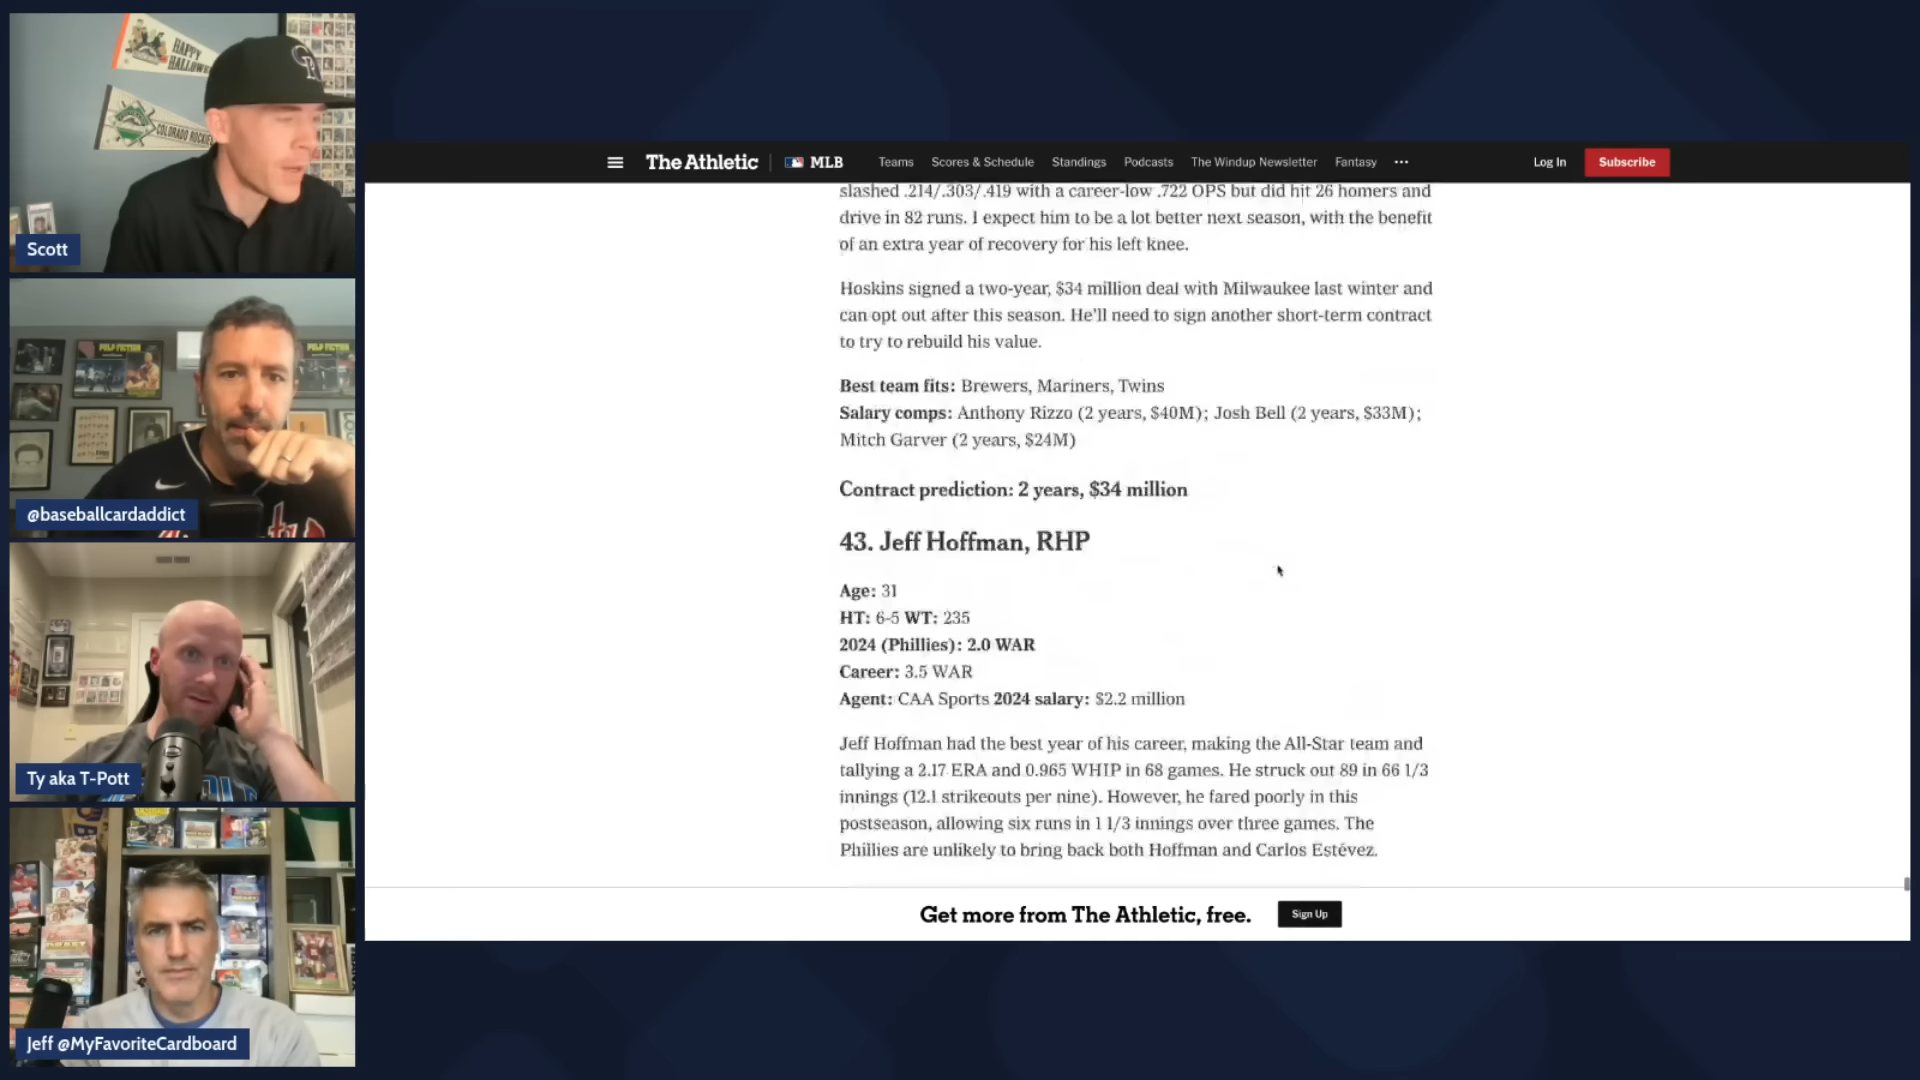 HAPPY
HALLOWE
COLORADO ROCKIE
CR
Scott
PULP FICTION
@baseballcardaddict
Ty aka T-Pott
Jeff @MyFavoriteCardboard
The Athletic
MLB
Teams
Scores & Schedule
Standings
Podcasts
The Windup Newsletter
Fantasy
Log In
Subscribe
slashed .214/.303/.419 with a career-low .722 OPS but did hit 26 homers and
drive in 82 runs. I expect him to be a lot better next season, with the benefit
of an extra year of recovery for his left knee.
Hoskins signed a two-year, $34 million deal with Milwaukee last winter and
can opt out after this season. He'll need to sign another short-term contract
to try to rebuild his value.
Best team fits: Brewers, Mariners, Twins
Salary comps: Anthony Rizzo (2 years, $40M); Josh Bell (2 years, $33M);
Mitch Garver (2 years, $24M)
Contract prediction: 2 years, $34 million
43. Jeff Hoffman, RHP
Age: 31
HT: 6-5 WT: 235
2024 (Phillies): 2.0 WAR
Career: 3.5 WAR
Agent: CAA Sports 2024 salary: $2.2 million
Jeff Hoffman had the best year of his career, making the All-Star team and
tallying a 2.17 ERA and 0.965 WHIP in 68 games. He struck out 89 in 66 1/3
innings (12.1 strikeouts per nine). However, he fared poorly in this
postseason, allowing six runs in 1 1/3 innings over three games. The
Phillies are unlikely to bring back both Hoffman and Carlos Estévez.
Get more from The Athletic, free.
Sign Up